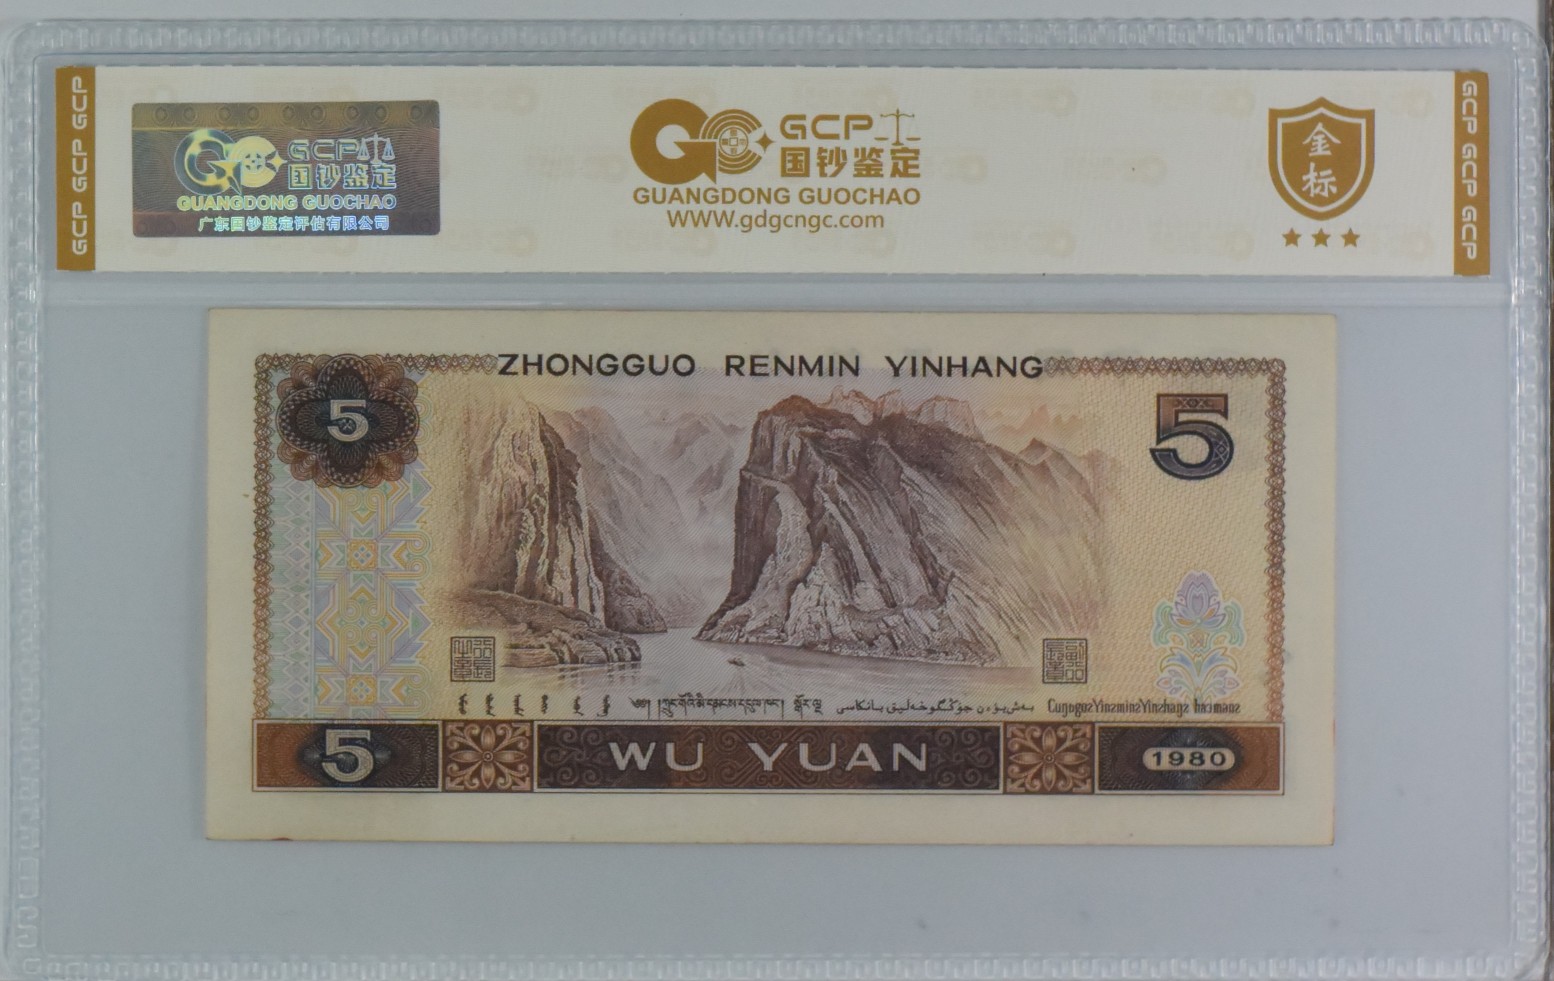 GCP GCP GCP
GCP
国钞鉴定
GUANGDONG GUOCHAO
广东国钞鉴定评估有限公司
GCP
国钞鉴定
GUANGDONG GUOCHAO
WWW.gdgcngc.com
金
标
GCP GCP GCP
ZHONGGUO RENMIN YINHANG
5
5
5
WU YUAN
1980